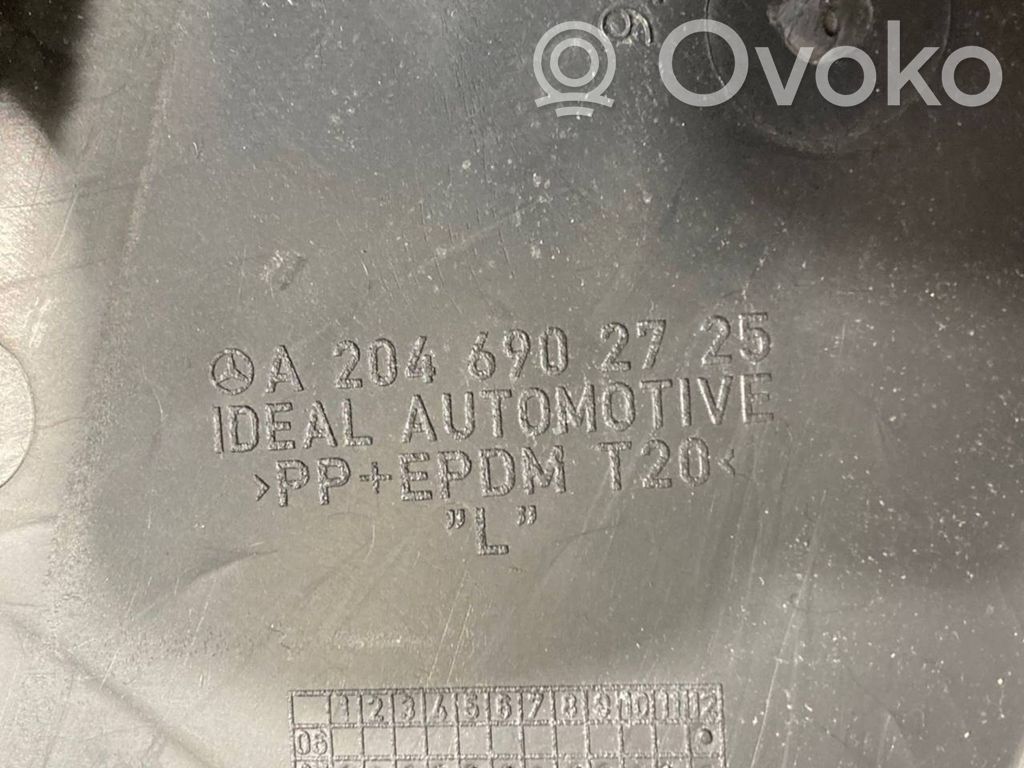 Ovoko
A 204 690 27 25
IDEAL AUTOMOTIVE
>PP+EPDM T20<
"L"
1 2 3 4 5 6 7 8 9 10 11 12
06